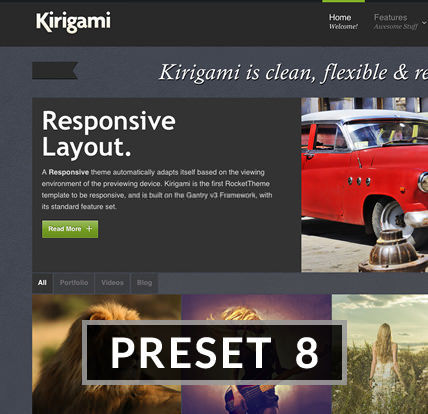 Kirigami
Home
Welcome!
Features
Awesome Stuff
Kirigami is clean, flexible & re
Responsive
Layout.
A Responsive theme automatically adapts itself based on the viewing
environment of the previewing device. Kirigami is the first RocketTheme
template to be responsive, and is built on the Gantry v3 Framework, with
its standard feature set.
Read More +
All
Portfolio
Videos
Blog
PRESET 8